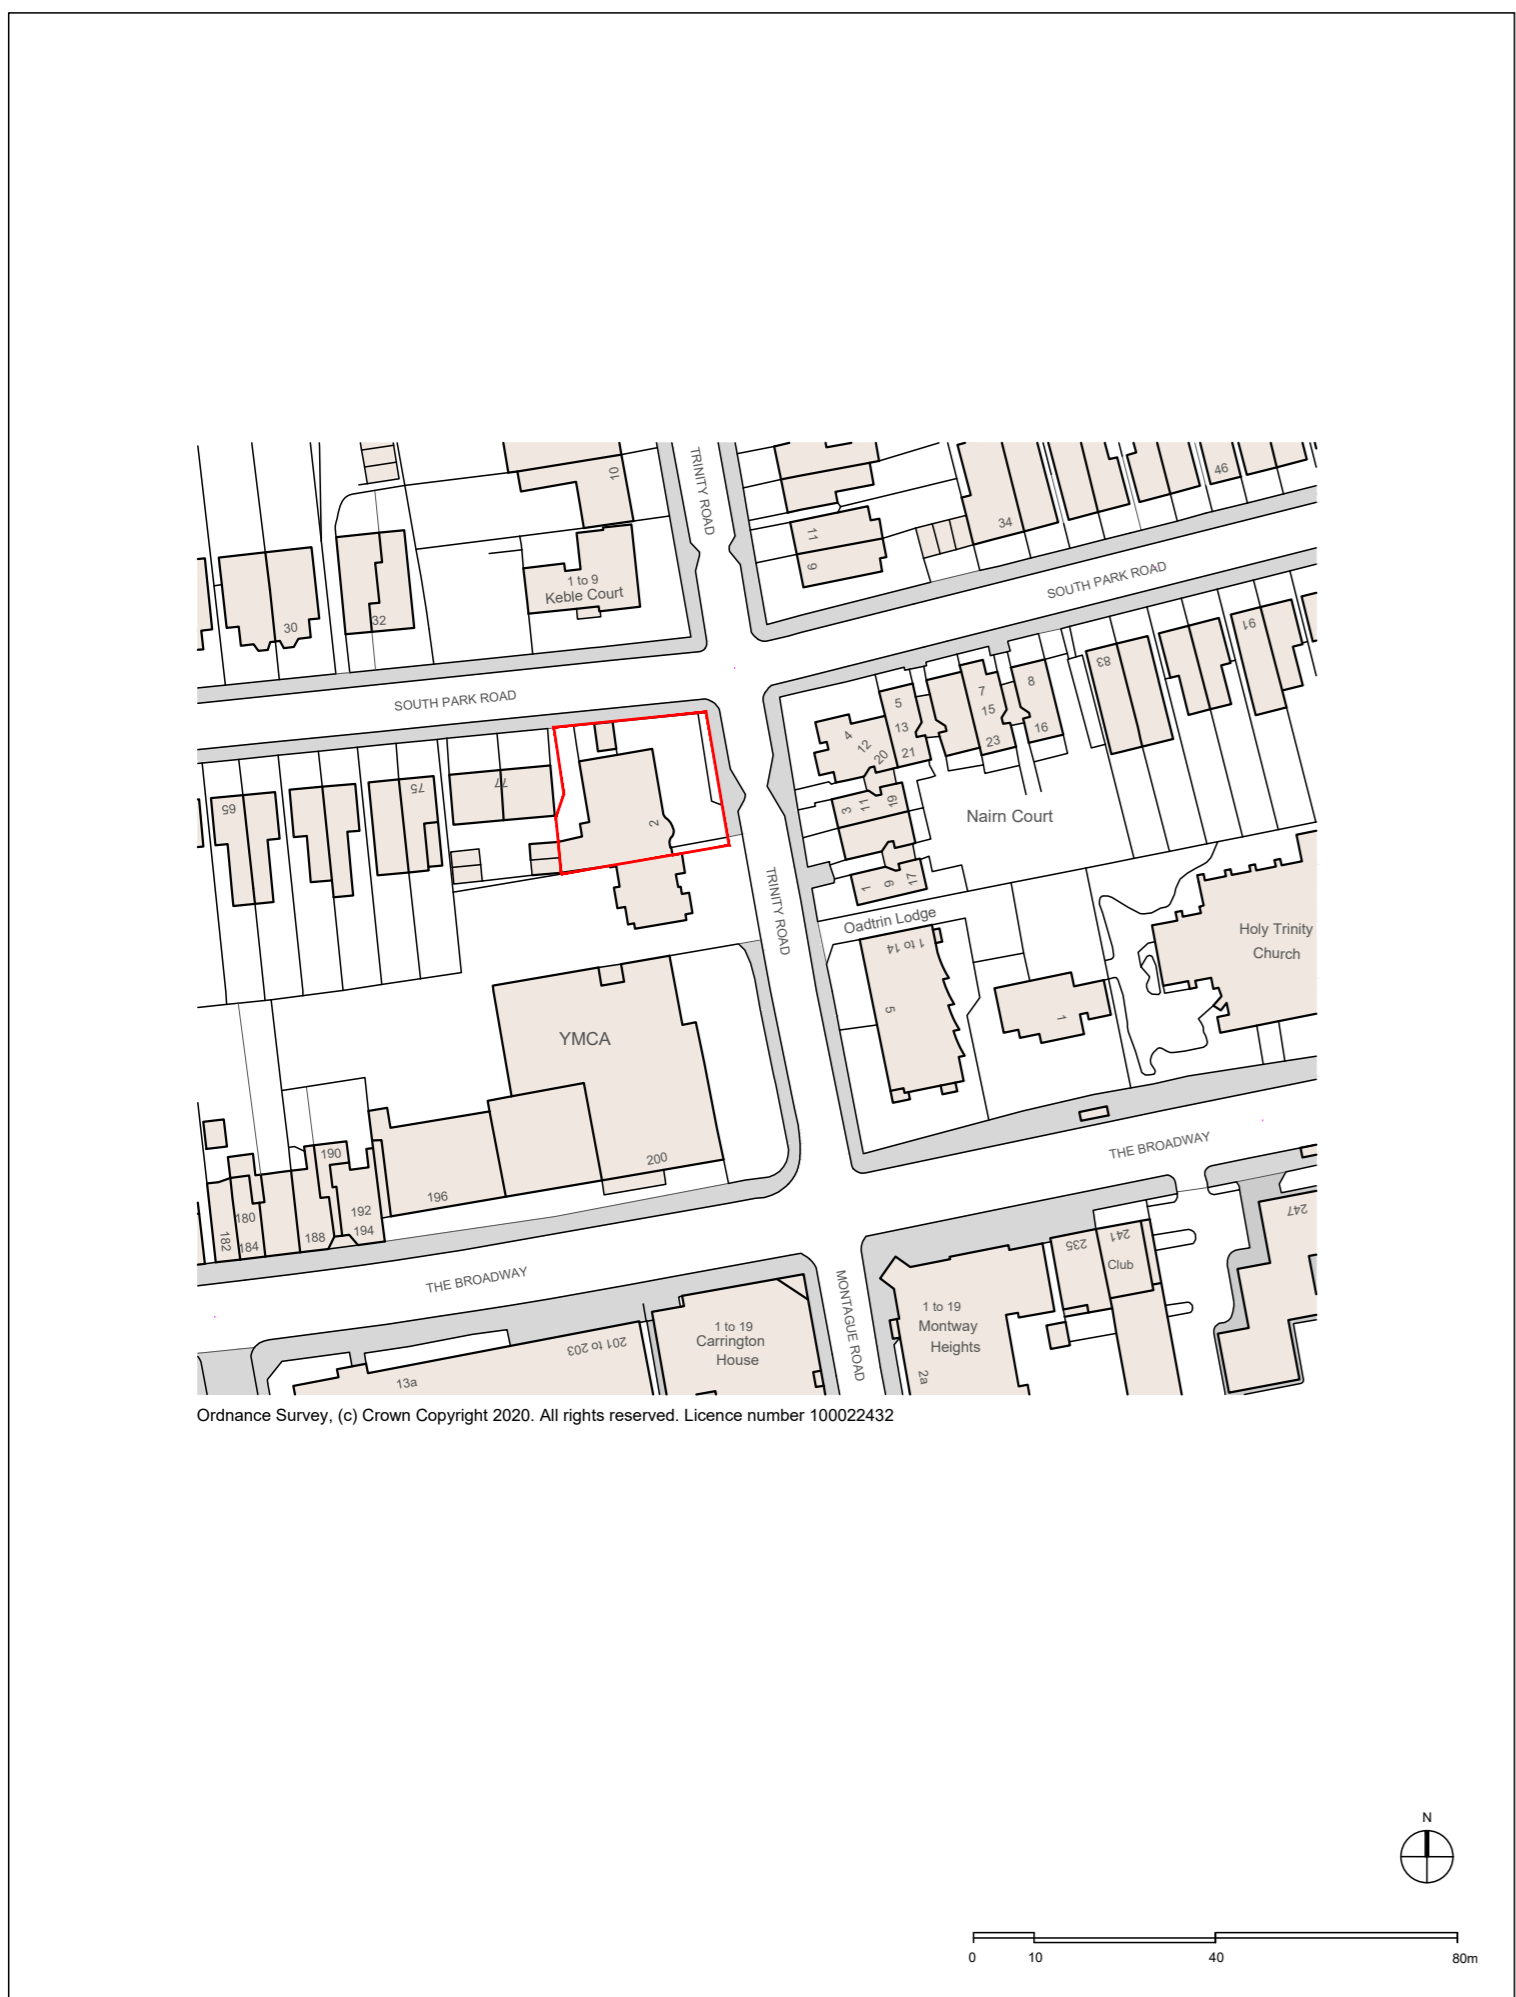 TRINITY ROAD
10
11
9
34
46
SOUTH PARK ROAD
1 to 9
Keble Court
30
32
SOUTH PARK ROAD
65
75
77
2
5
13
21
4
12
20
7
15
23
8
16
83
91
3
11
19
Nairn Court
1
9
17
TRINITY ROAD
Oadtrin Lodge
1 to 14
5
1
Holy Trinity
Church
YMCA
THE BROADWAY
190
200
196
192
194
188
180
182
184
THE BROADWAY
MONTAGUE ROAD
235
241
Club
247
1 to 19
Montway
Heights
2a
1 to 19
Carrington
House
201 to 203
13a
Ordnance Survey, (c) Crown Copyright 2020. All rights reserved. Licence number 100022432
N
0 10 40 80m